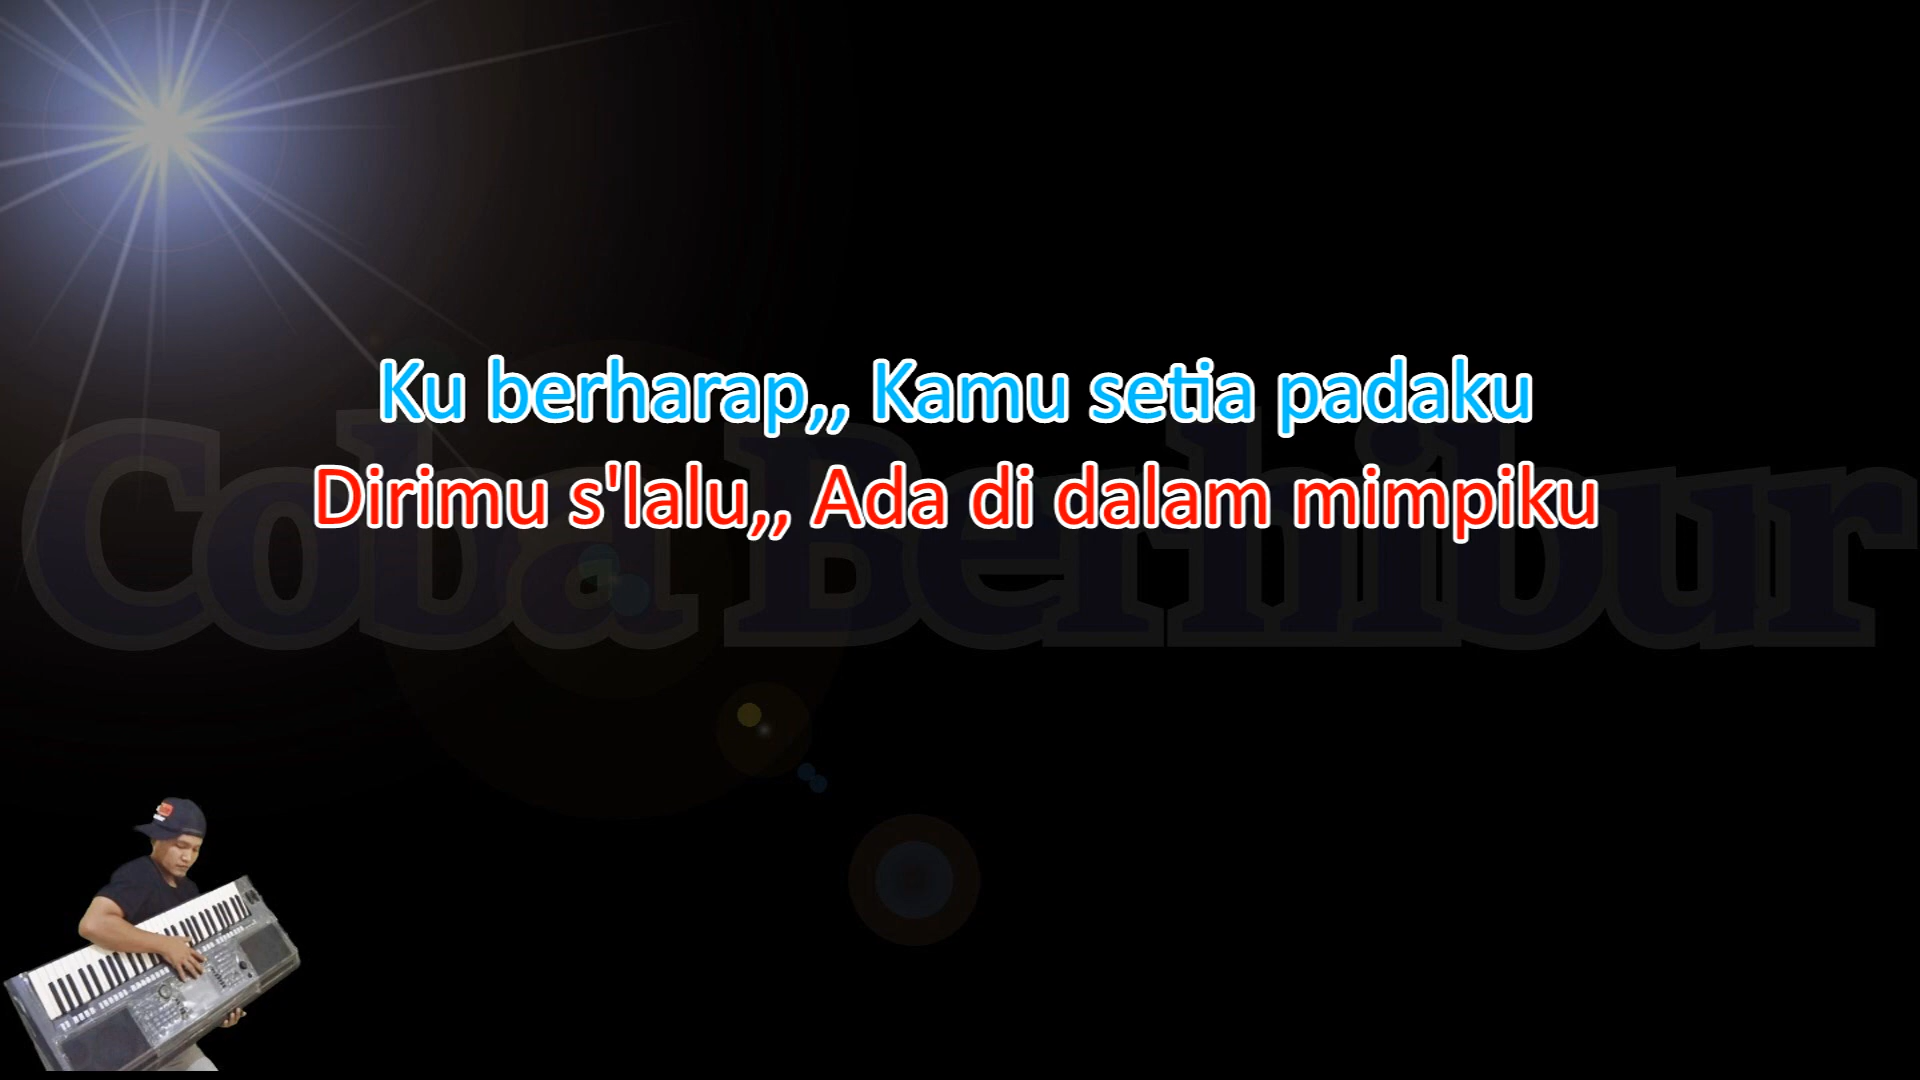 Ku berharap,, Kamu setia padaku
Dirimu s'lalu,, Ada di dalam mimpiku
Coba Berhibur